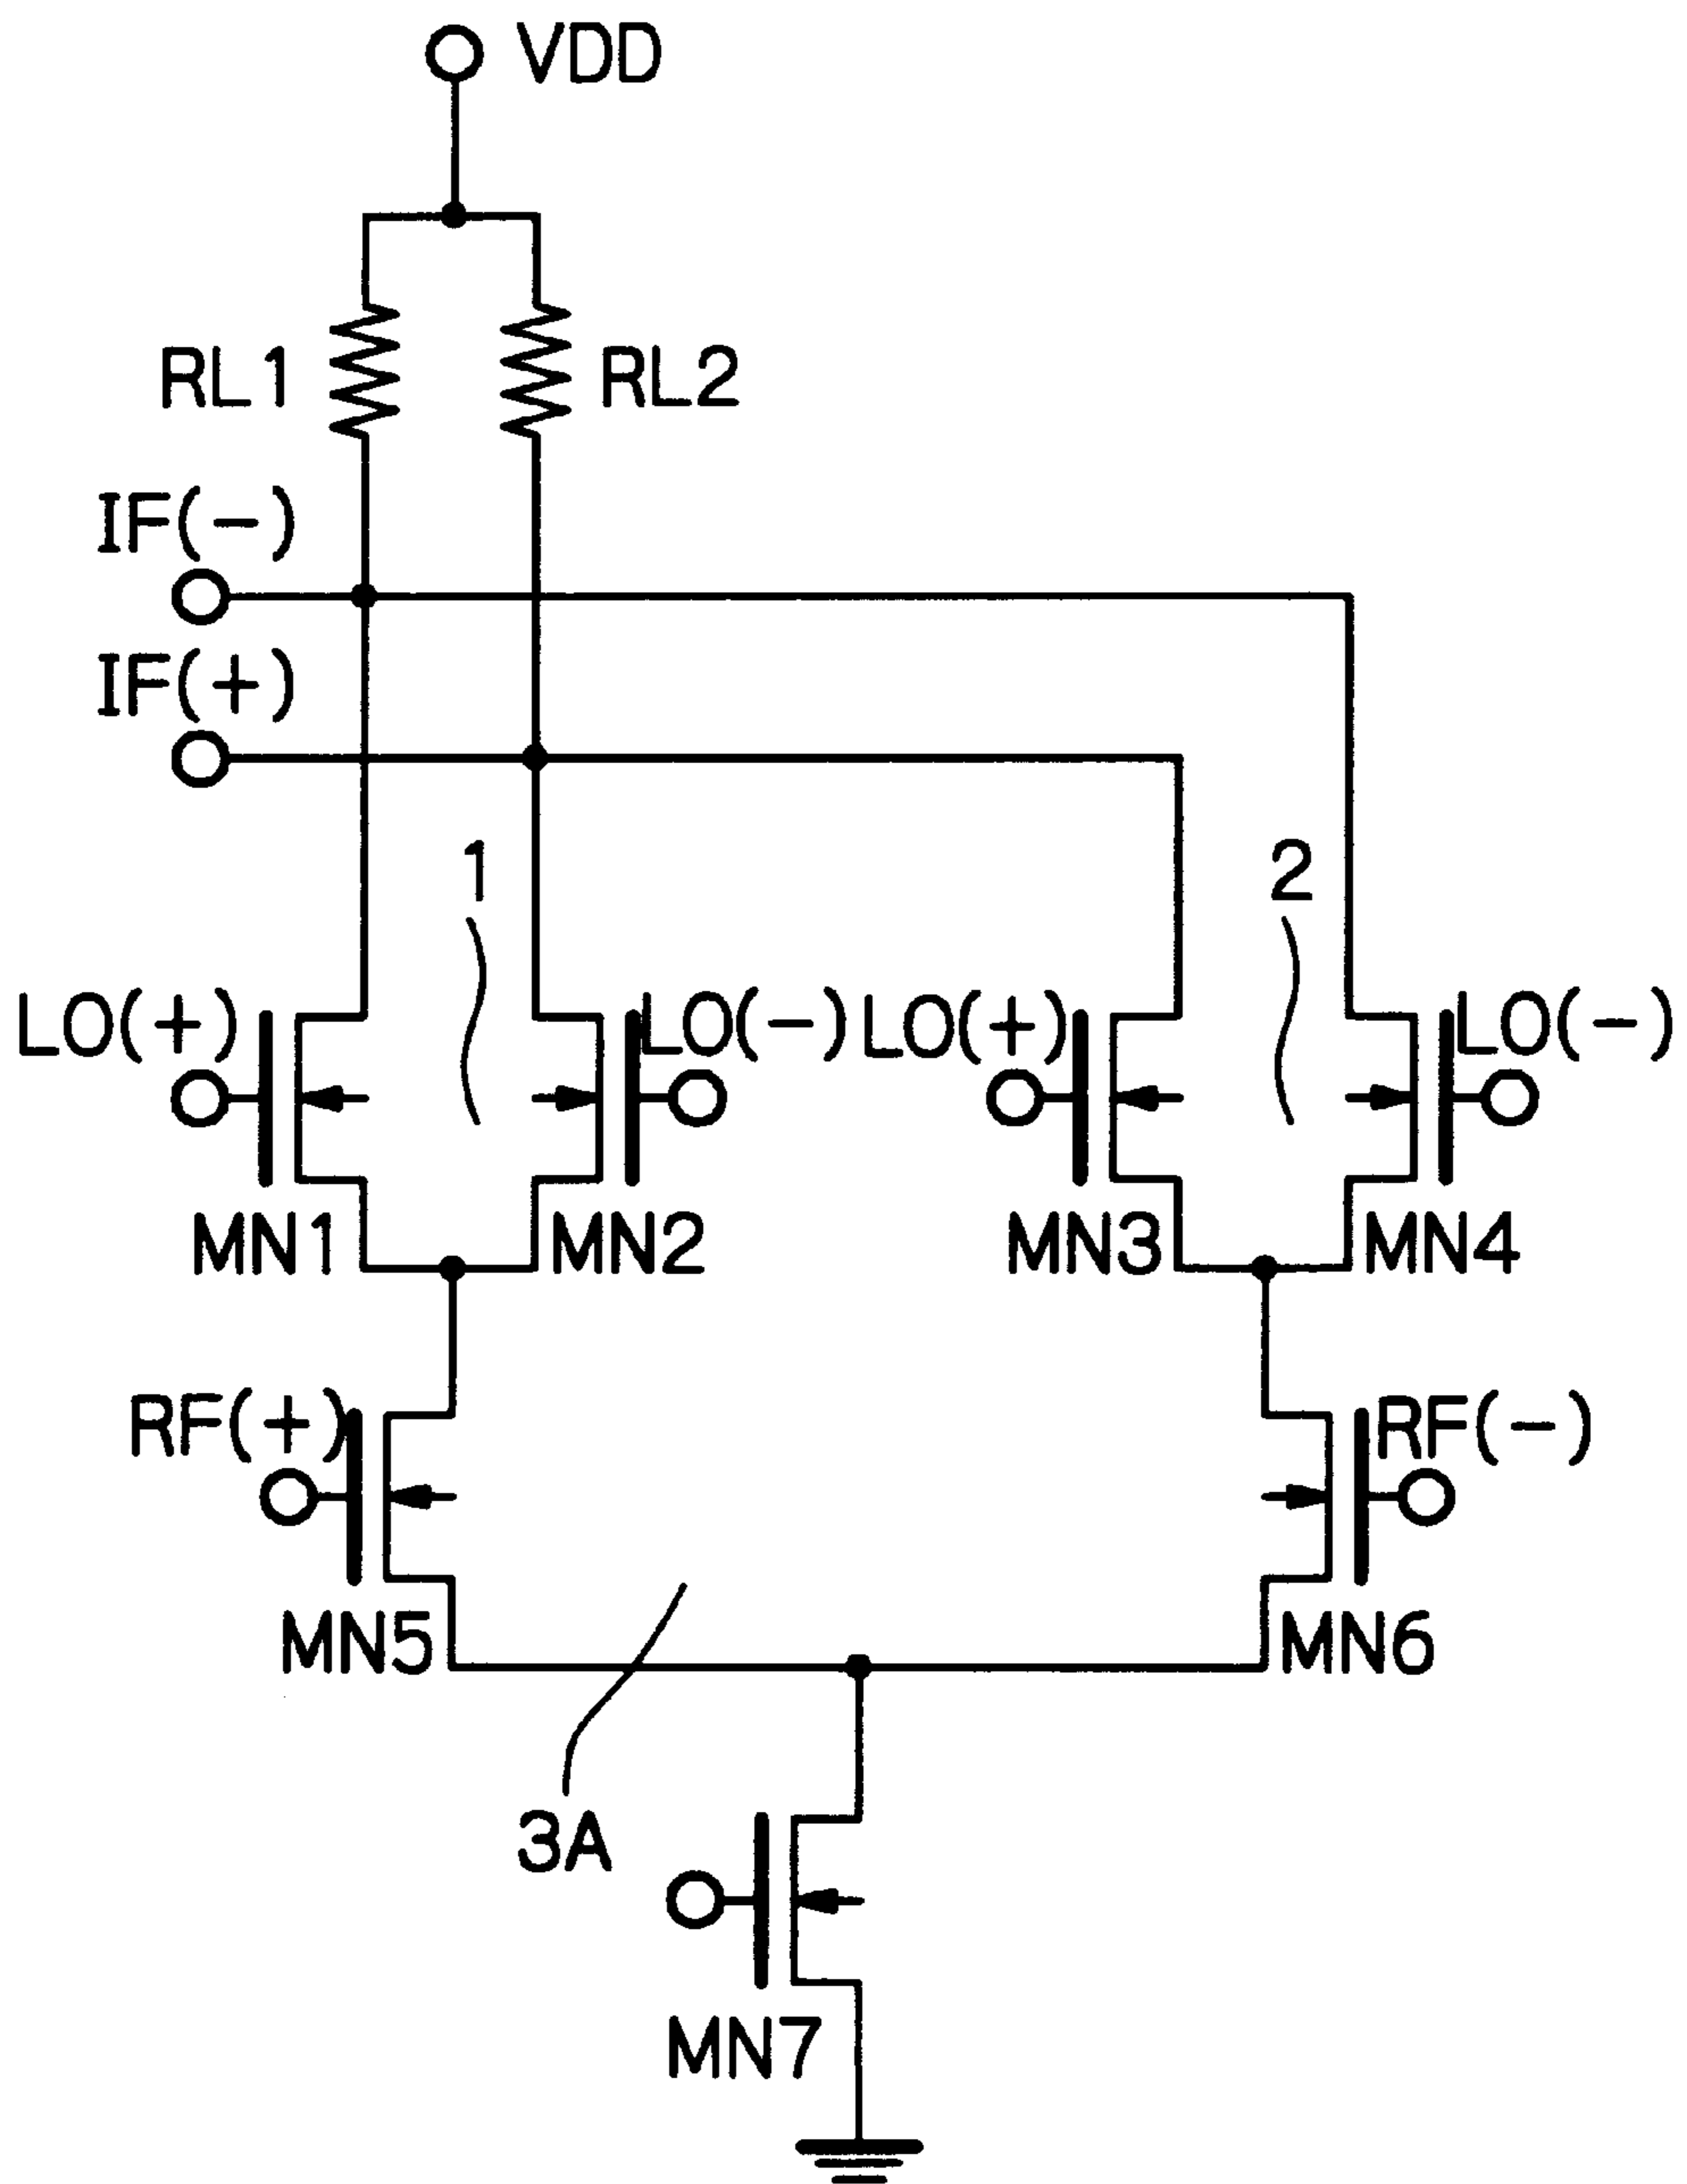 VDD
RL1
RL2
IF(-)
IF(+)
1
2
LO(+)
LO(-)
LO(+)
LO(-)
MN1
MN2
MN3
MN4
RF(+)
RF(-)
MN5
MN6
3A
MN7